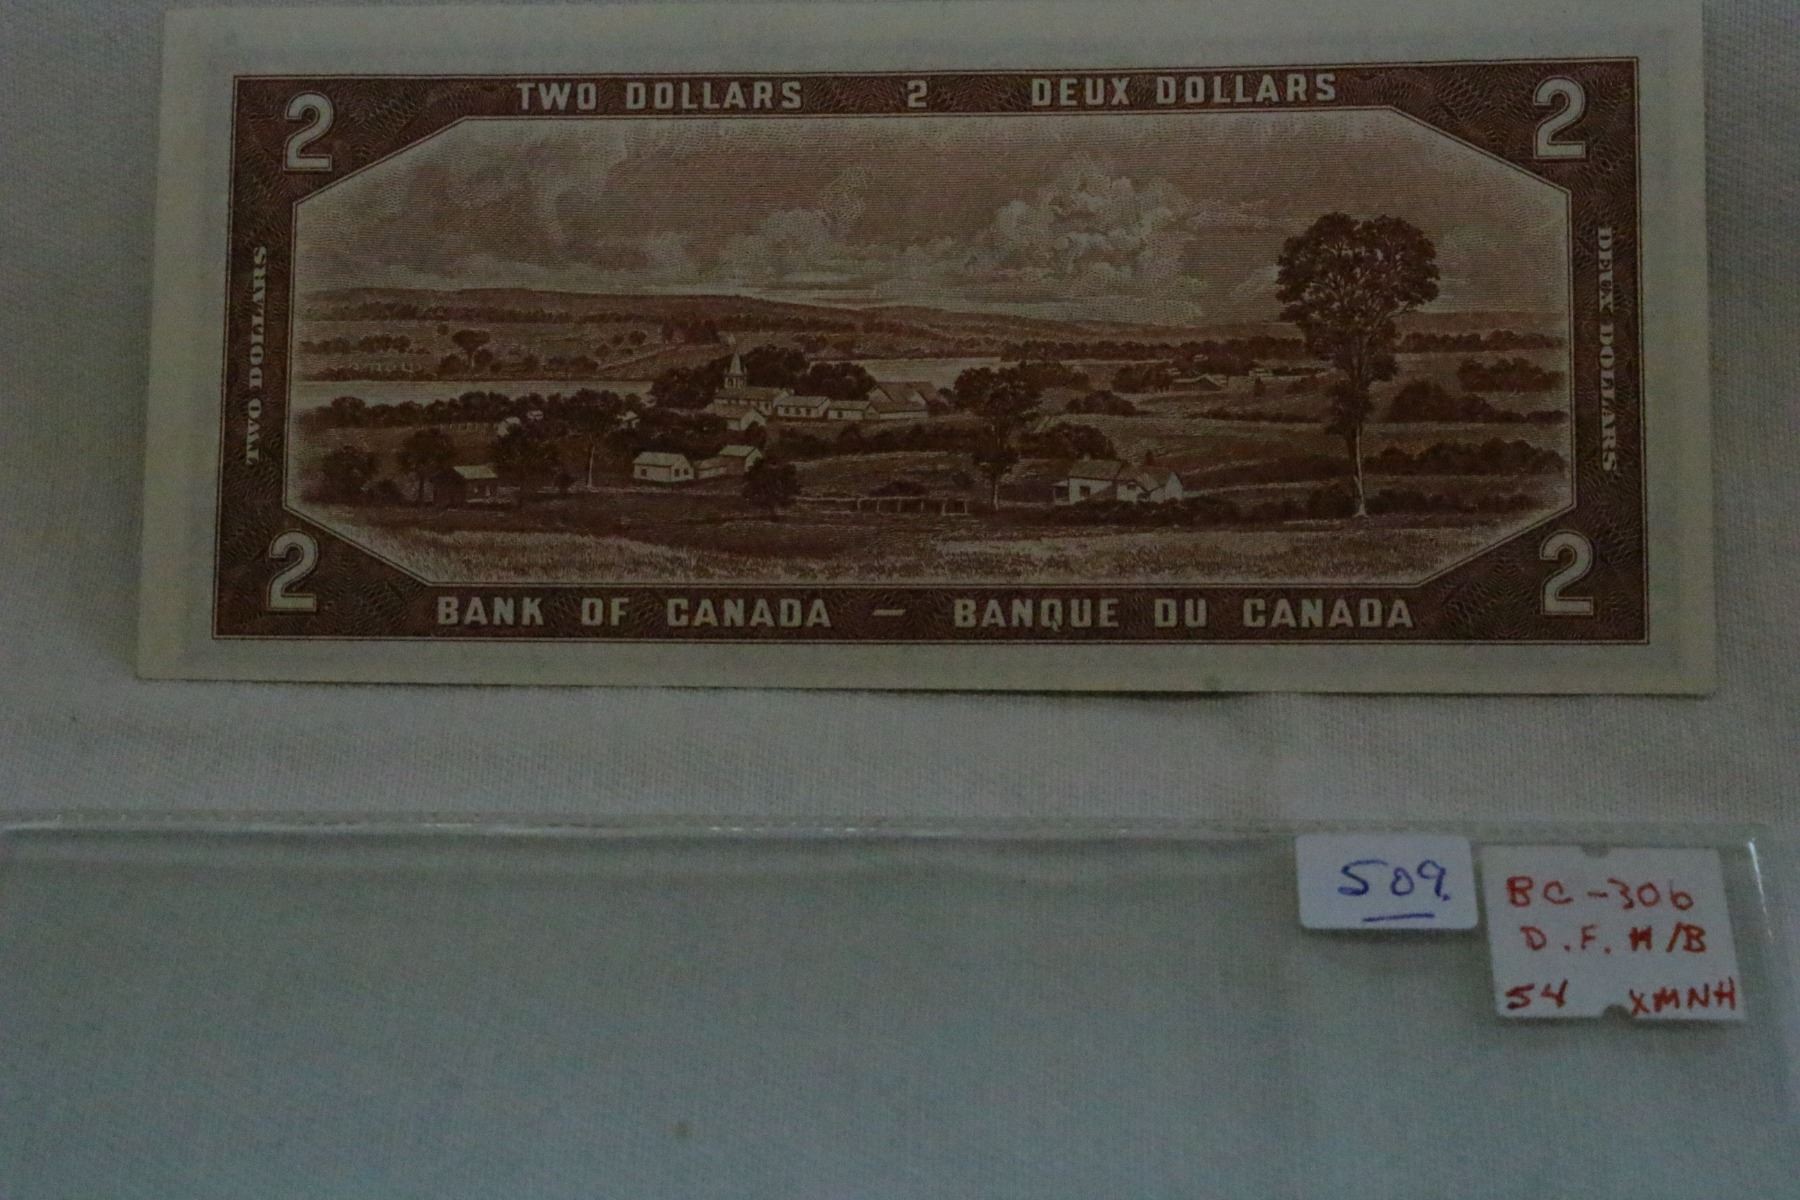 TWO DOLLARS 2 DEUX DOLLARS
2 2
TWO DOLLARS
DEUX DOLLARS
2 2
BANK OF CANADA — BANQUE DU CANADA
509.
BC-30b
D.F. H/B
54 XMNH